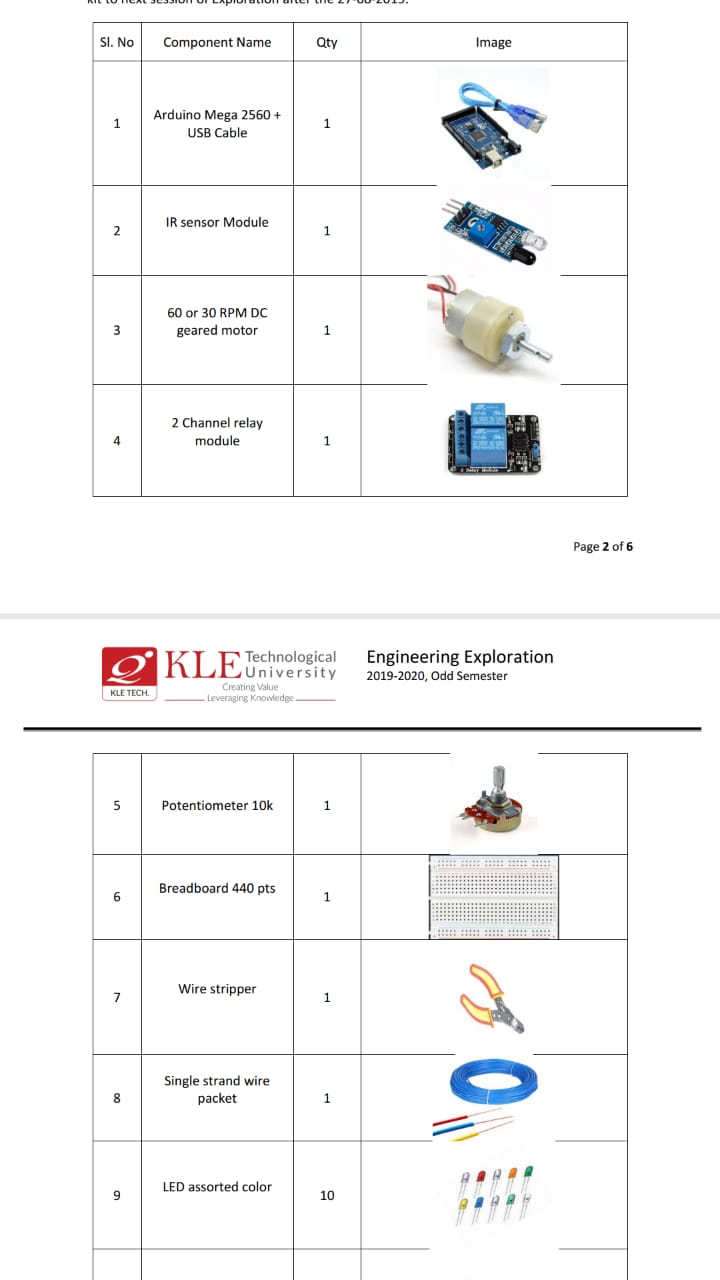 kit to next session of Exploration after the 27-08-2019.
Sl. No Component Name Qty Image
1 Arduino Mega 2560 + USB Cable 1
2 IR sensor Module 1
3 60 or 30 RPM DC geared motor 1
4 2 Channel relay module 1
Page 2 of 6
KLE TECH.
KLE Technological University
Creating Value
Leveraging Knowledge
Engineering Exploration
2019-2020, Odd Semester
5 Potentiometer 10k 1
6 Breadboard 440 pts 1
7 Wire stripper 1
8 Single strand wire packet 1
9 LED assorted color 10